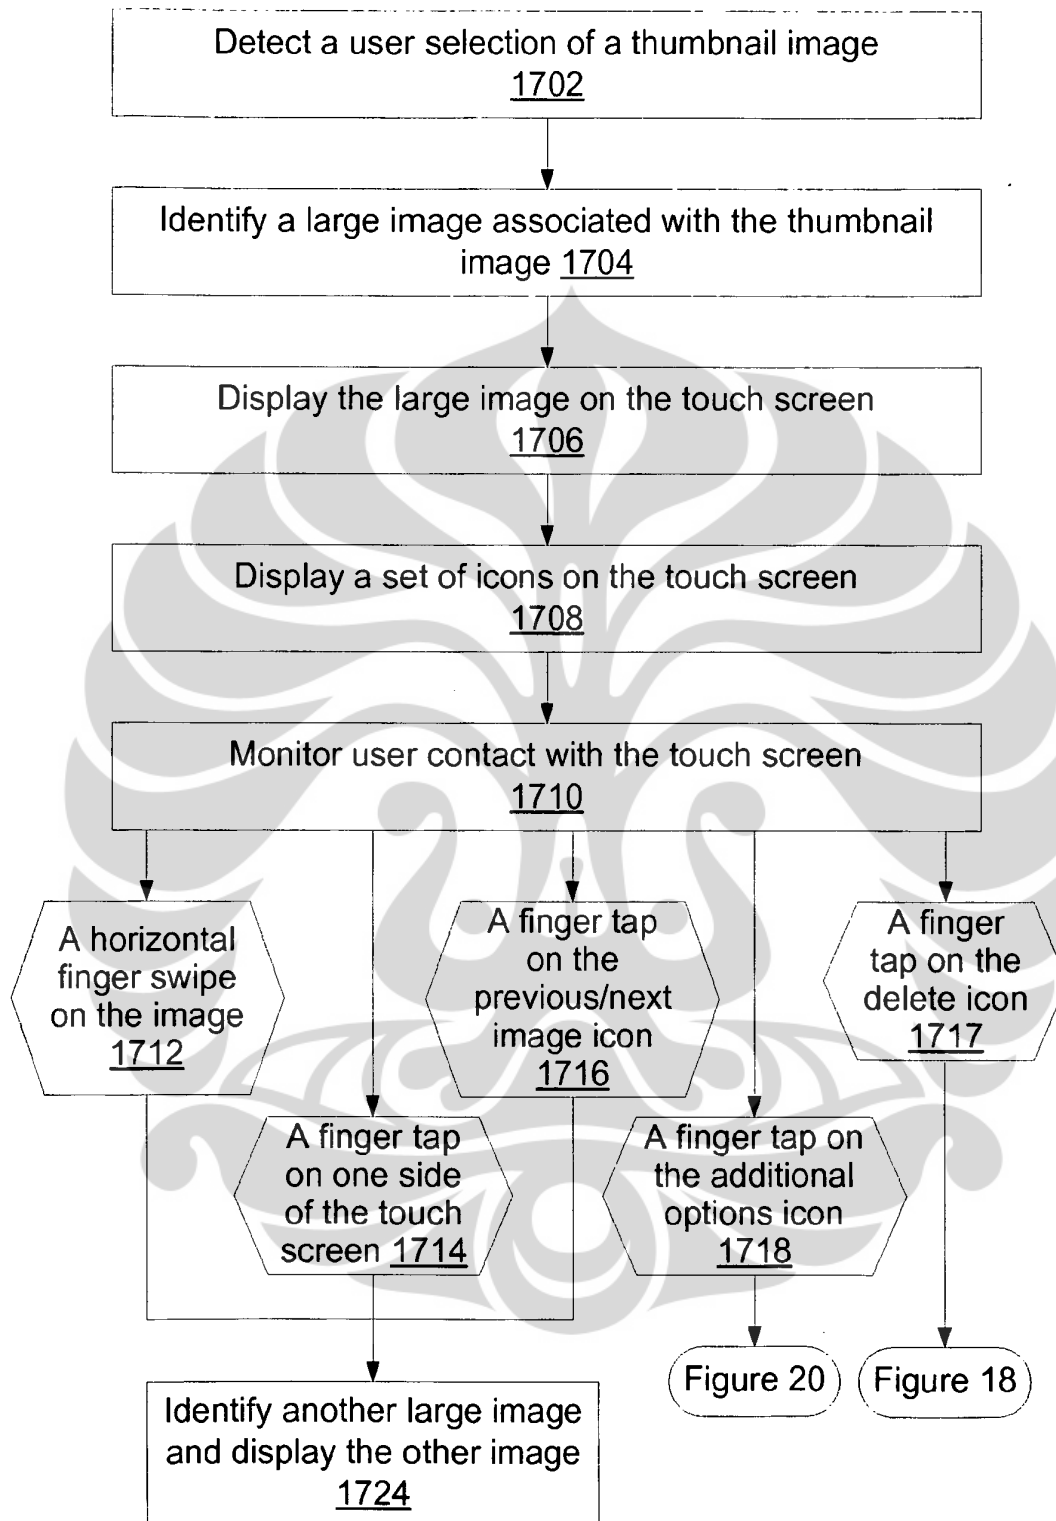 Detect a user selection of a thumbnail image
1702
Identify a large image associated with the thumbnail
image 1704
Display the large image on the touch screen
1706
Display a set of icons on the touch screen
1708
Monitor user contact with the touch screen
1710
A horizontal
finger swipe
on the image
1712
A finger tap
on one side
of the touch
screen 1714
A finger tap
on the
previous/next
image icon
1716
A finger tap on
the additional
options icon
1718
A finger
tap on the
delete icon
1717
Identify another large image
and display the other image
1724
Figure 20
Figure 18